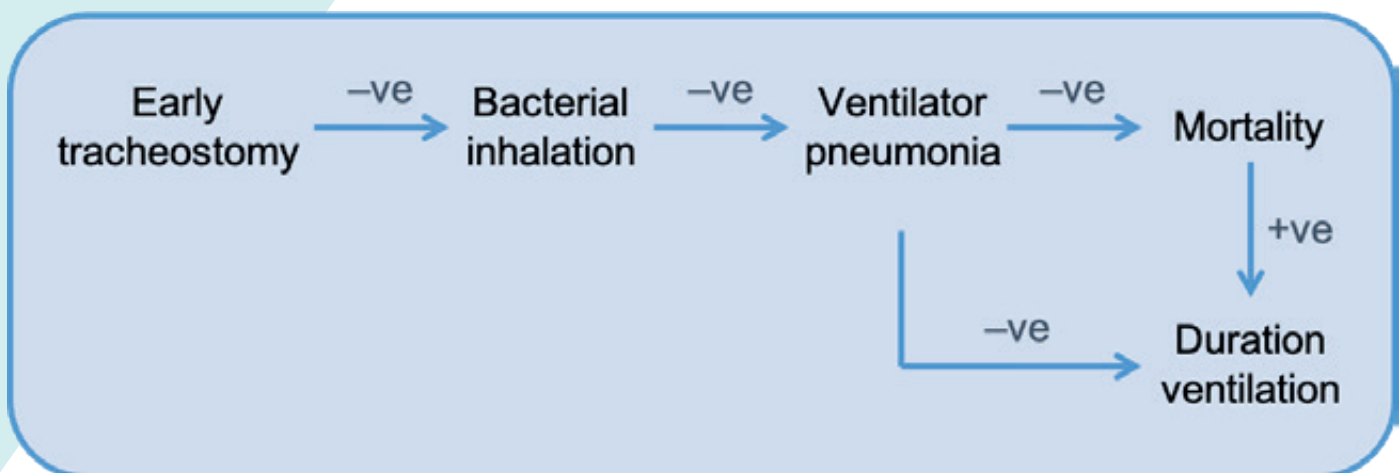 Early
tracheostomy
–ve
Bacterial
inhalation
–ve
Ventilator
pneumonia
–ve
Mortality
+ve
–ve
Duration
ventilation